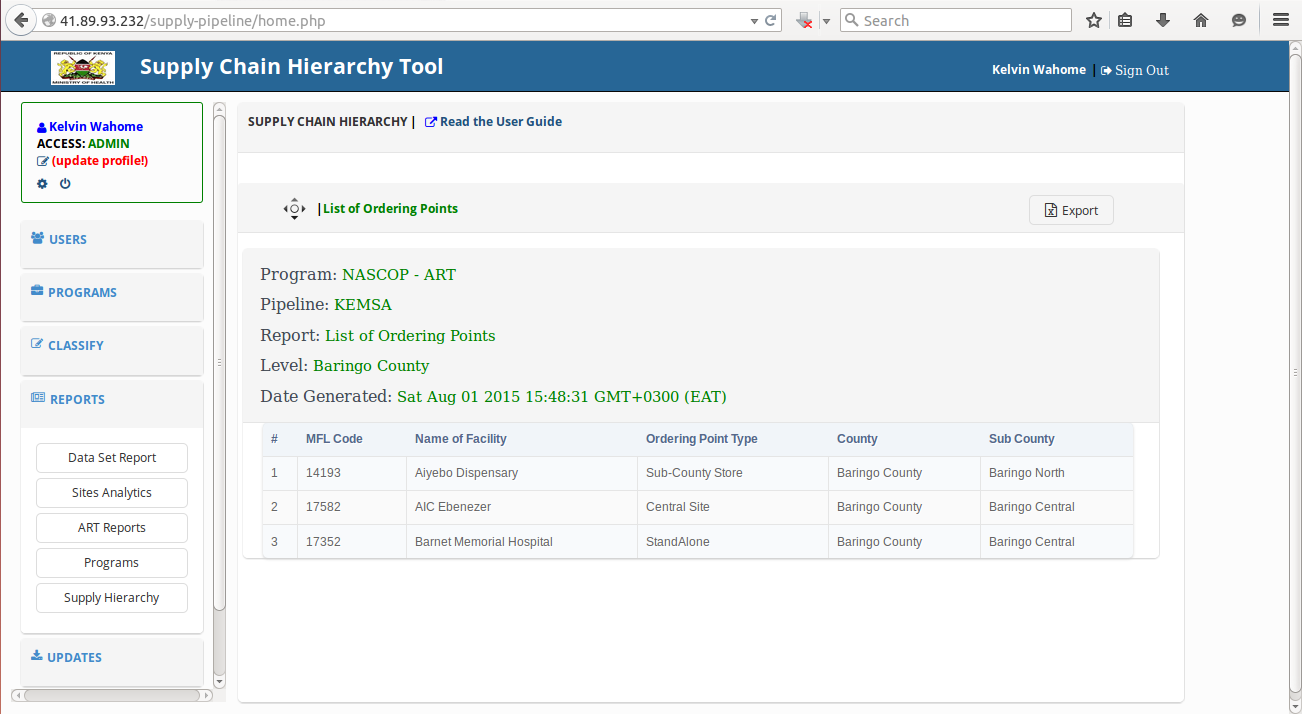 41.89.93.232/supply-pipeline/home.php
Search
REPUBLIC OF KENYA
MINISTRY OF HEALTH
Supply Chain Hierarchy Tool
Kelvin Wahome | Sign Out
Kelvin Wahome
ACCESS: ADMIN
(update profile!)
USERS
PROGRAMS
CLASSIFY
REPORTS
Data Set Report
Sites Analytics
ART Reports
Programs
Supply Hierarchy
UPDATES
SUPPLY CHAIN HIERARCHY | Read the User Guide
|List of Ordering Points
Export
Program: NASCOP - ART
Pipeline: KEMSA
Report: List of Ordering Points
Level: Baringo County
Date Generated: Sat Aug 01 2015 15:48:31 GMT+0300 (EAT)
# MFL Code Name of Facility Ordering Point Type County Sub County
1 14193 Aiyebo Dispensary Sub-County Store Baringo County Baringo North
2 17582 AIC Ebenezer Central Site Baringo County Baringo Central
3 17352 Barnet Memorial Hospital StandAlone Baringo County Baringo Central